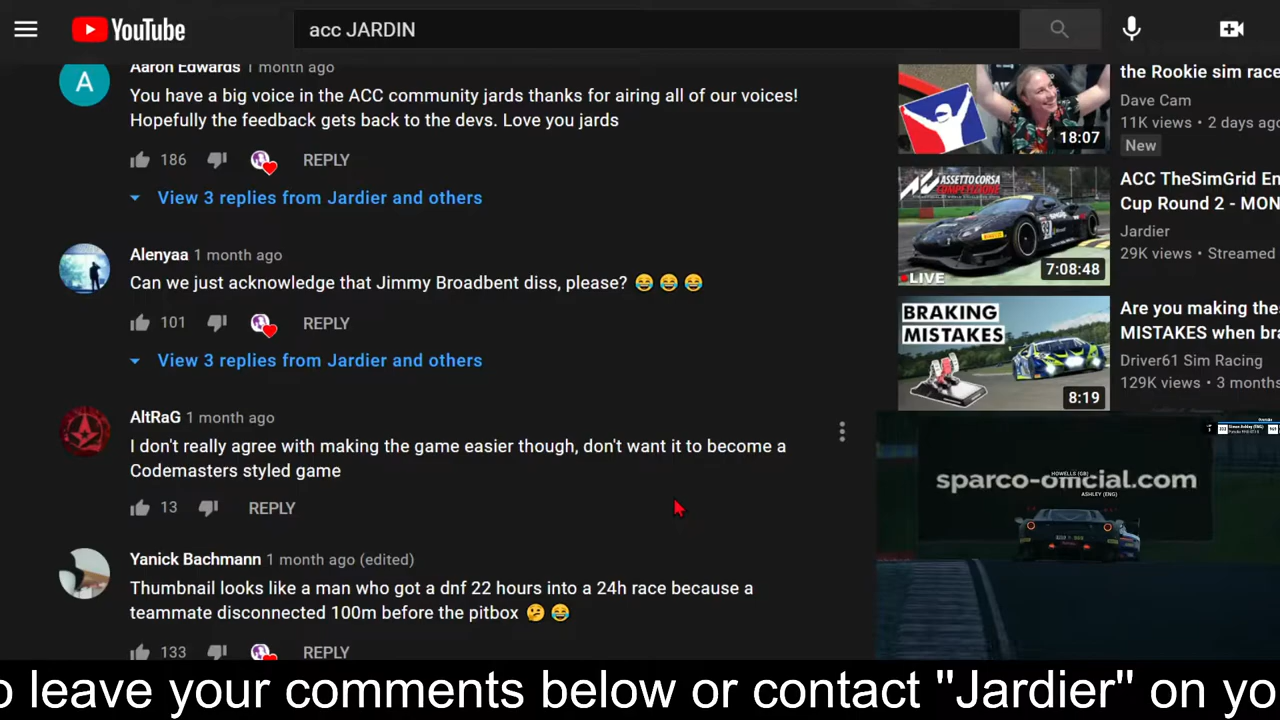 YouTube
acc JARDIN
Aaron Edwards 1 month ago
You have a big voice in the ACC community jards thanks for airing all of our voices!
Hopefully the feedback gets back to the devs. Love you jards
186 REPLY
View 3 replies from Jardier and others
Alenyaa 1 month ago
Can we just acknowledge that Jimmy Broadbent diss, please? 😂 😂 😂
101 REPLY
View 3 replies from Jardier and others
AltRaG 1 month ago
I don't really agree with making the game easier though, don't want it to become a
Codemasters styled game
13 REPLY
Yanick Bachmann 1 month ago (edited)
Thumbnail looks like a man who got a dnf 22 hours into a 24h race because a
teammate disconnected 100m before the pitbox 🤔 😂
133 REPLY
the Rookie sim race
Dave Cam
11K views • 2 days ago
New
18:07
ACC TheSimGrid En
Cup Round 2 - MON
Jardier
29K views • Streamed
ASSETTO CORSA
COMPETIZIONE
LIVE
7:08:48
Are you making the
MISTAKES when bra
Driver61 Sim Racing
129K views • 3 months
BRAKING
MISTAKES
8:19
sparco-official.com
HOWELLS (GB)
ASHLEY (ENG)
o leave your comments below or contact "Jardier" on yo